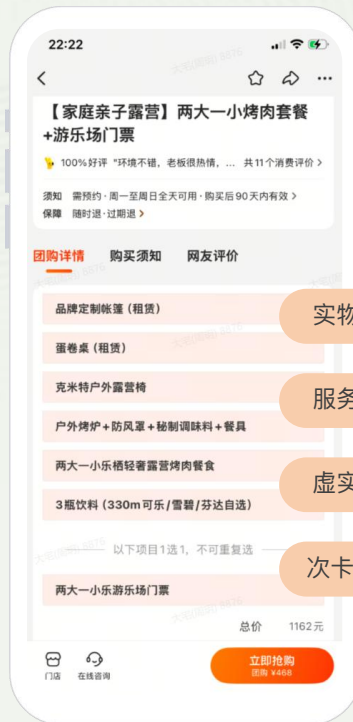 22:22
【家庭亲子露营】两大一小烤肉套餐
+游乐场门票
100%好评 “环境不错，老板很热情，... 共11个消费评价 >
须知 需预约·周一至周日全天可用·购买后90天内有效 >
保障 随时退·过期退 >
团购详情 购买须知 网友评价
品牌定制帐篷（租赁）
实物
蛋卷桌（租赁）
克米特户外露营椅
服务
户外烤炉+防风罩+秘制调味料+餐具
两大一小乐栖轻奢露营烤肉餐食
虚实
3瓶饮料（330m可乐/雪碧/芬达自选）
以下项目1选1，不可重复选
次卡
两大一小乐游乐场门票
总价 1162元
门店 在线咨询 立即抢购
团购 ¥468